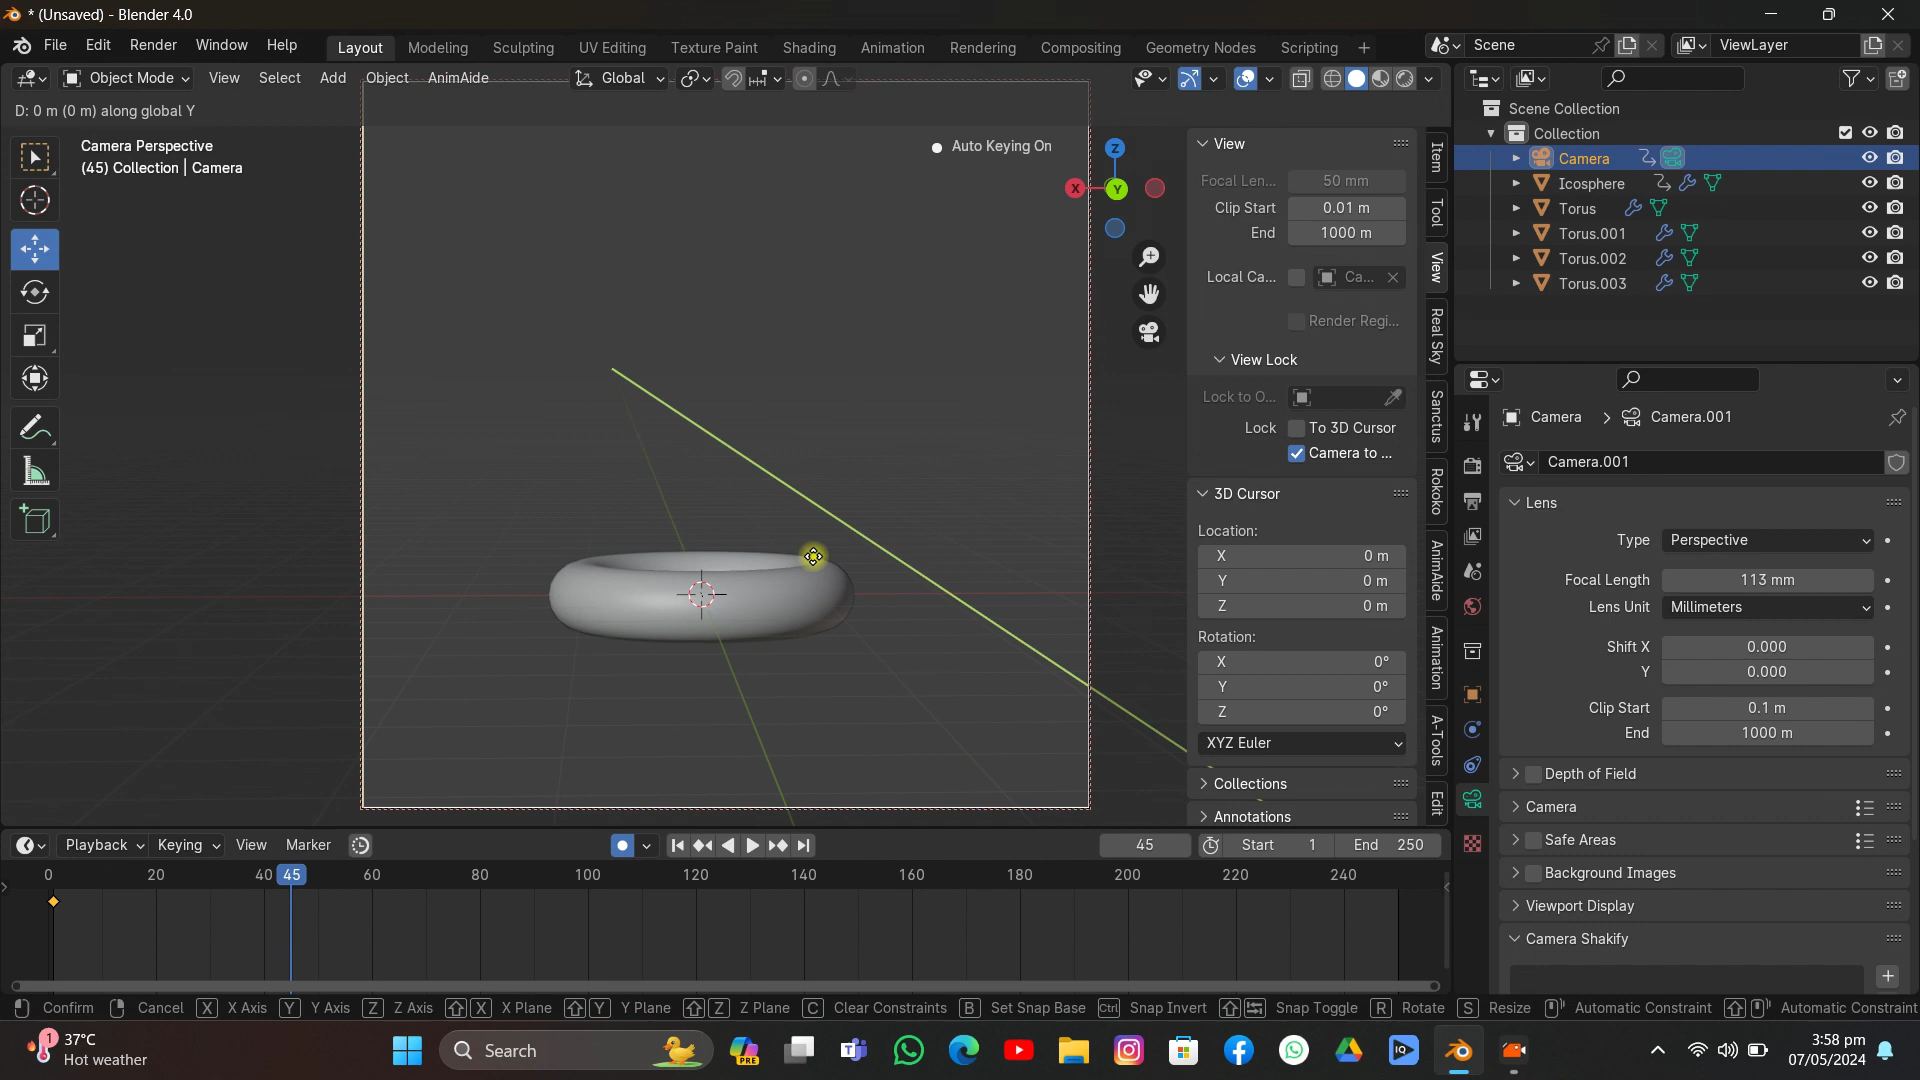 * (Unsaved) - Blender 4.0
File Edit Render Window Help
Layout Modeling Sculpting UV Editing Texture Paint Shading Animation Rendering Compositing Geometry Nodes Scripting +
Scene
ViewLayer
Object Mode View Select Add Object AnimAide
Global
D: 0 m (0 m) along global Y
Camera Perspective
(45) Collection | Camera
Auto Keying On
Z
X
Y
View
Focal Len... 50 mm
Clip Start 0.01 m
End 1000 m
Local Ca... Ca...
Render Regi...
View Lock
Lock to O...
Lock To 3D Cursor
Camera to ...
3D Cursor
Location:
X 0 m
Y 0 m
Z 0 m
Rotation:
X 0°
Y 0°
Z 0°
XYZ Euler
Collections
Annotations
Item
Tool
View
Real Sky
Sanctus
Rokoko
AnimAide
Animation
A-Tools
Edit
Scene Collection
Collection
Camera
Icosphere
Torus
Torus.001
Torus.002
Torus.003
Camera > Camera.001
Camera.001
Lens
Type Perspective
Focal Length 113 mm
Lens Unit Millimeters
Shift X 0.000
Y 0.000
Clip Start 0.1 m
End 1000 m
Depth of Field
Camera
Safe Areas
Background Images
Viewport Display
Camera Shakify
Playback Keying View Marker
45 Start 1 End 250
0 20 40 45 60 80 100 120 140 160 180 200 220 240
Confirm Cancel X X Axis Y Y Axis Z Z Axis X X Plane Y Y Plane Z Z Plane C Clear Constraints B Set Snap Base Ctrl Snap Invert Snap Toggle R Rotate S Resize Automatic Constraint Automatic Constraint
1
37°C
Hot weather
Search
PRE
IQ
3:58 pm
07/05/2024